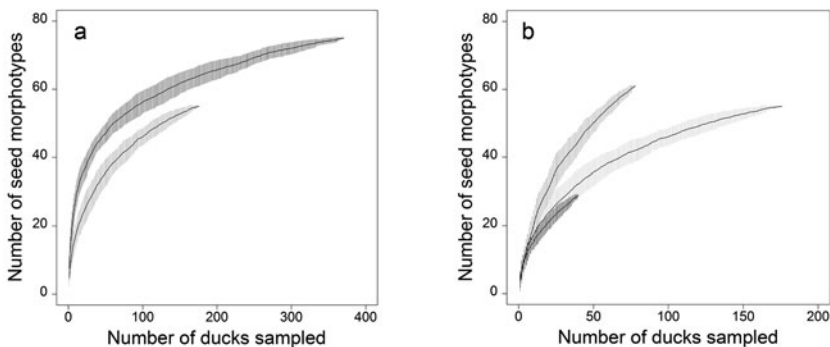 a
Number of seed morphotypes
80
60
40
20
0
0 100 200 300 400
Number of ducks sampled
b
Number of seed morphotypes
80
60
40
20
0
0 50 100 150 200
Number of ducks sampled